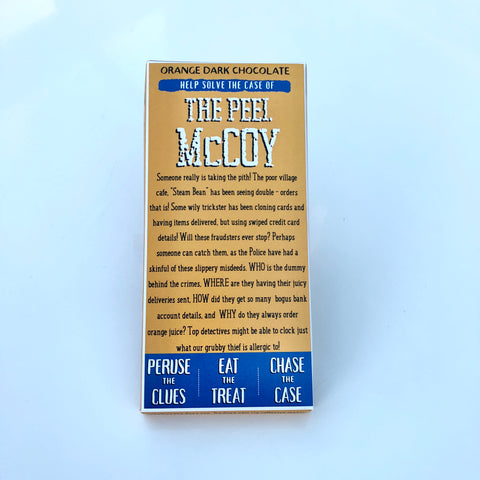 ORANGE DARK CHOCOLATE
HELP SOLVE THE CASE OF
THE PEEL
McCOY
Someone really is taking the pith! The poor village
cafe, "Steam Bean" has been seeing double - orders
that is! Some wily trickster has been cloning cards and
having items delivered, but using swiped credit card
details! Will these fraudsters ever stop? Perhaps
someone can catch them, as the Police have had a
skinful of these slippery misdeeds. WHO is the dummy
behind the crimes, WHERE are they having their juicy
deliveries sent, HOW did they get so many bogus bank
account details, and WHY do they always order
orange juice? Top detectives might be able to clock just
what our grubby thief is allergic to!
PERUSE THE CLUES
EAT THE TREAT
CHASE THE CASE